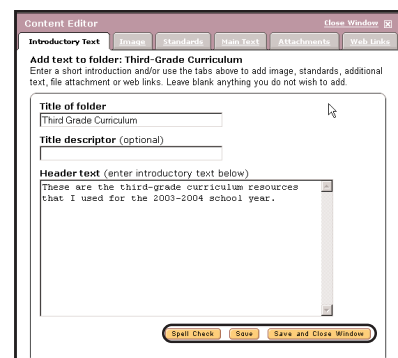 Content Editor Close Window
Introductory Text Image Standards Main Text Attachments Web Links
Add text to folder: Third-Grade Curriculum
Enter a short introduction and/or use the tabs above to add image, standards, additional
text, file attachment or web links. Leave blank anything you do not wish to add.
Title of folder
Third Grade Curriculum
Title descriptor (optional)
Header text (enter introductory text below)
These are the third-grade curriculum resources
that I used for the 2003-2004 school year.
Spell Check Save Save and Close Window